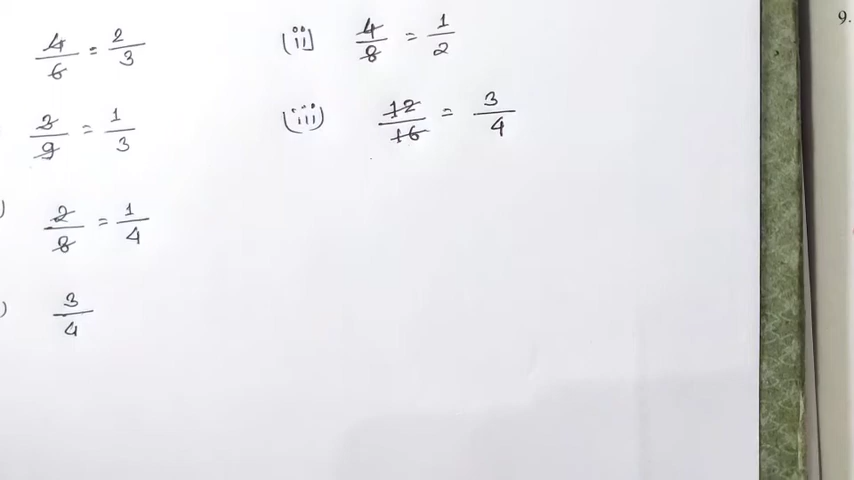 4/6 = 2/3
3/9 = 1/3
) 2/8 = 1/4
) 3/4
(ii) 4/8 = 1/2
(iii) 12/16 = 3/4
9.